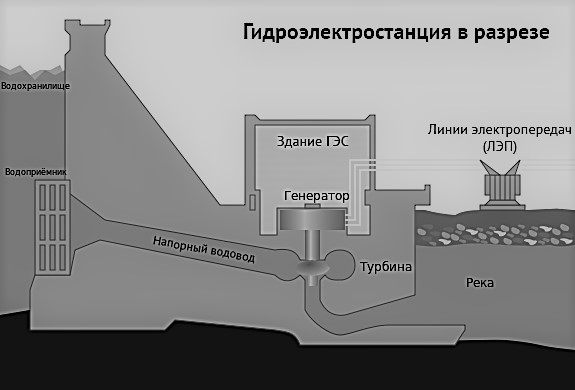 Гидроэлектростанция в разрезе
Водохранилище
Здание ГЭС
Линии электропередач
(ЛЭП)
Водоприёмник
Генератор
Напорный водовод
Турбина
Река